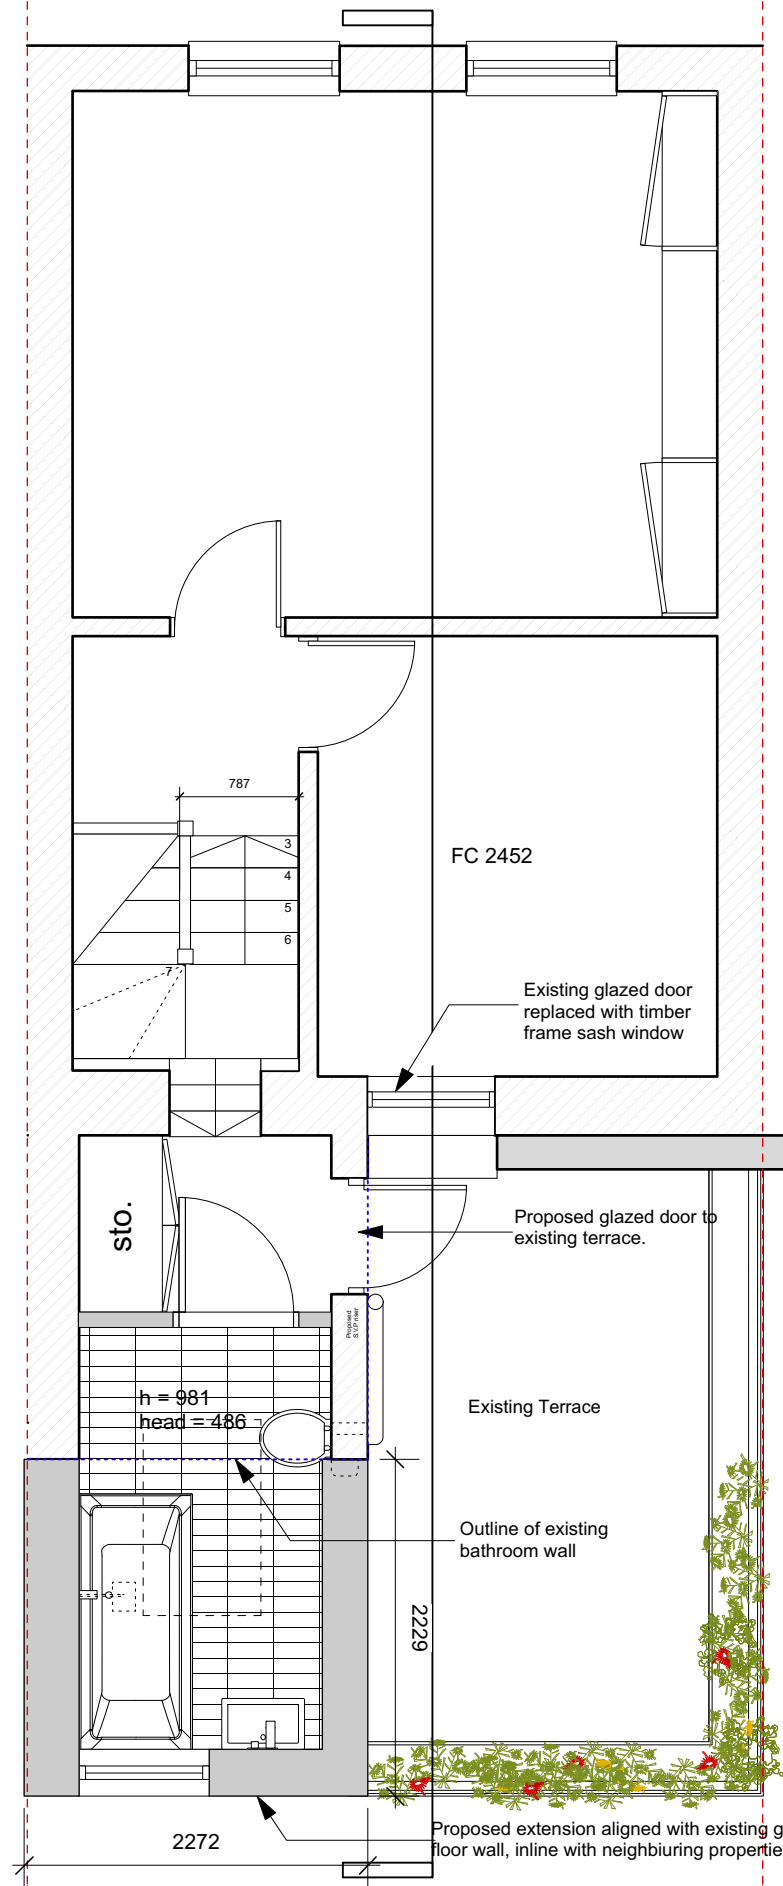 787
3
4
5
6
7
FC 2452
Existing glazed door
replaced with timber
frame sash window
sto.
Proposed glazed door to
existing terrace.
Proposed
S.V.P riser
h = 981
head = 486
Existing Terrace
Outline of existing
bathroom wall
2229
Proposed extension aligned with existing g
floor wall, inline with neighbiuring propertie
2272